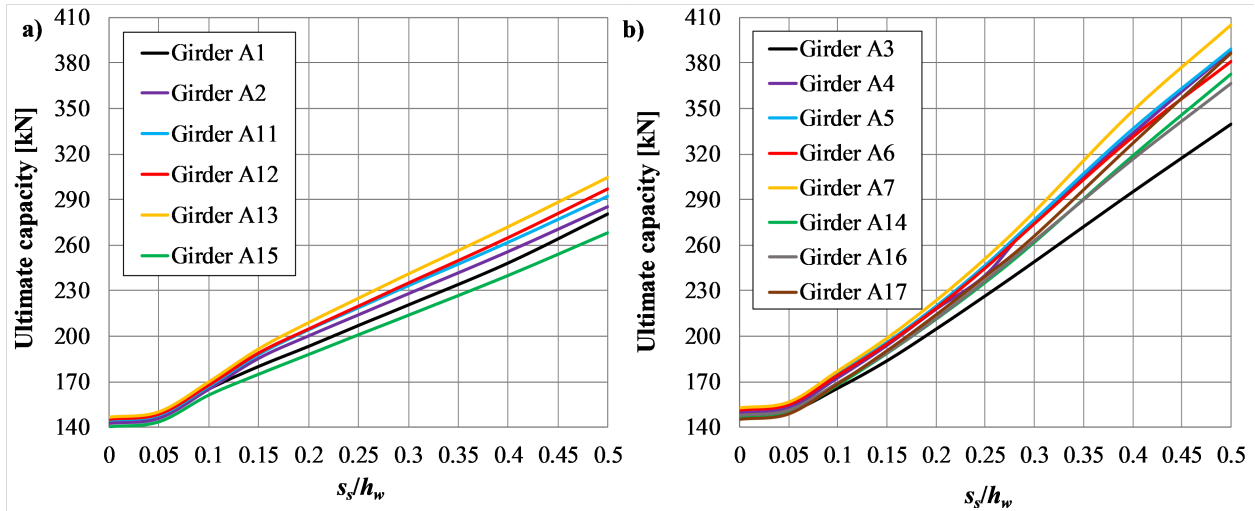 a)
Ultimate capacity [kN]
410
380
350
320
290
260
230
200
170
140
Girder A1
Girder A2
Girder A11
Girder A12
Girder A13
Girder A15
0 0.05 0.1 0.15 0.2 0.25 0.3 0.35 0.4 0.45 0.5
ss/hw
b)
Ultimate capacity [kN]
410
380
350
320
290
260
230
200
170
140
Girder A3
Girder A4
Girder A5
Girder A6
Girder A7
Girder A14
Girder A16
Girder A17
0 0.05 0.1 0.15 0.2 0.25 0.3 0.35 0.4 0.45 0.5
ss/hw